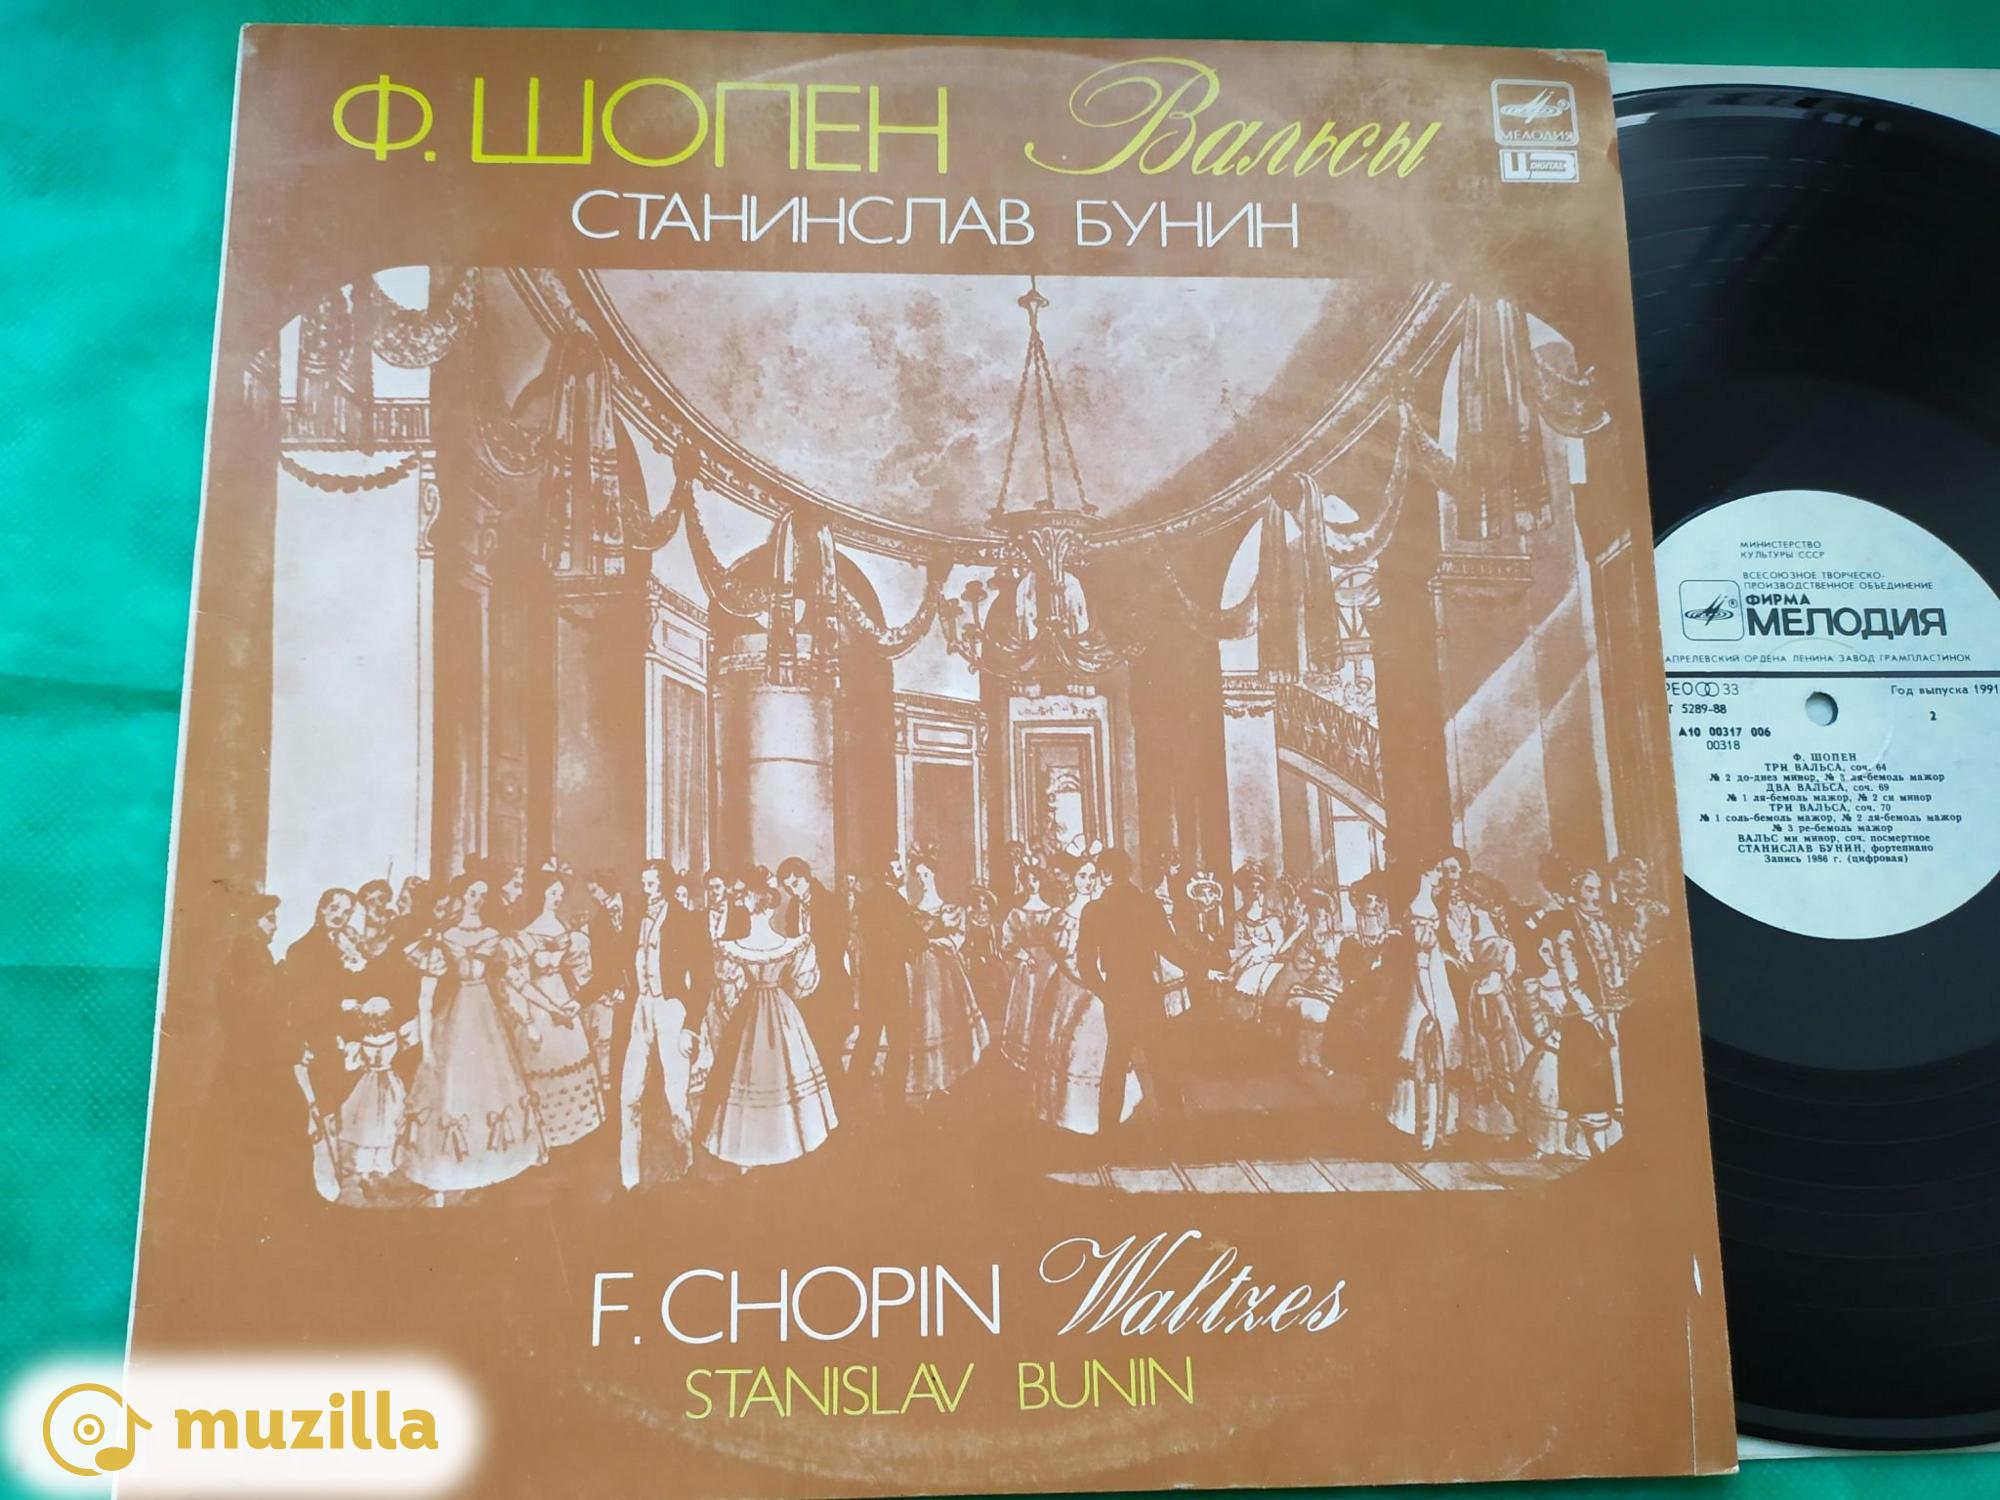 Ф. ШОПЕН Вальсы
МЕЛОДИЯ
DIGITAL
СТАНИСЛАВ БУНИН
F. CHOPIN Waltzes
STANISLAV BUNIN
muzilla
МИНИСТЕРСТВО
КУЛЬТУРЫ СССР
ВСЕСОЮЗНОЕ ТВОРЧЕСКО-
ПРОИЗВОДСТВЕННОЕ ОБЪЕДИНЕНИЕ
ФИРМА
МЕЛОДИЯ
АПРЕЛЕВСКИЙ ОРДЕНА ЛЕНИНА ЗАВОД ГРАМПЛАСТИНОК
РЕО 33 Год выпуска 1991
Т 5289-88 2
А10 00317 006
00318
Ф. ШОПЕН
ТРИ ВАЛЬСА, соч. 64
№ 2 до-диез минор, № 3 ля-бемоль мажор
ДВА ВАЛЬСА, соч. 69
№ 1 ля-бемоль мажор, № 2 си минор
ТРИ ВАЛЬСА, соч. 70
№ 1 соль-бемоль мажор, № 2 ля-бемоль мажор
№ 3 ре-бемоль мажор
ВАЛЬС ми минор, соч. посмертное
СТАНИСЛАВ БУНИН, фортепиано
Запись 1986 г. (цифровая)